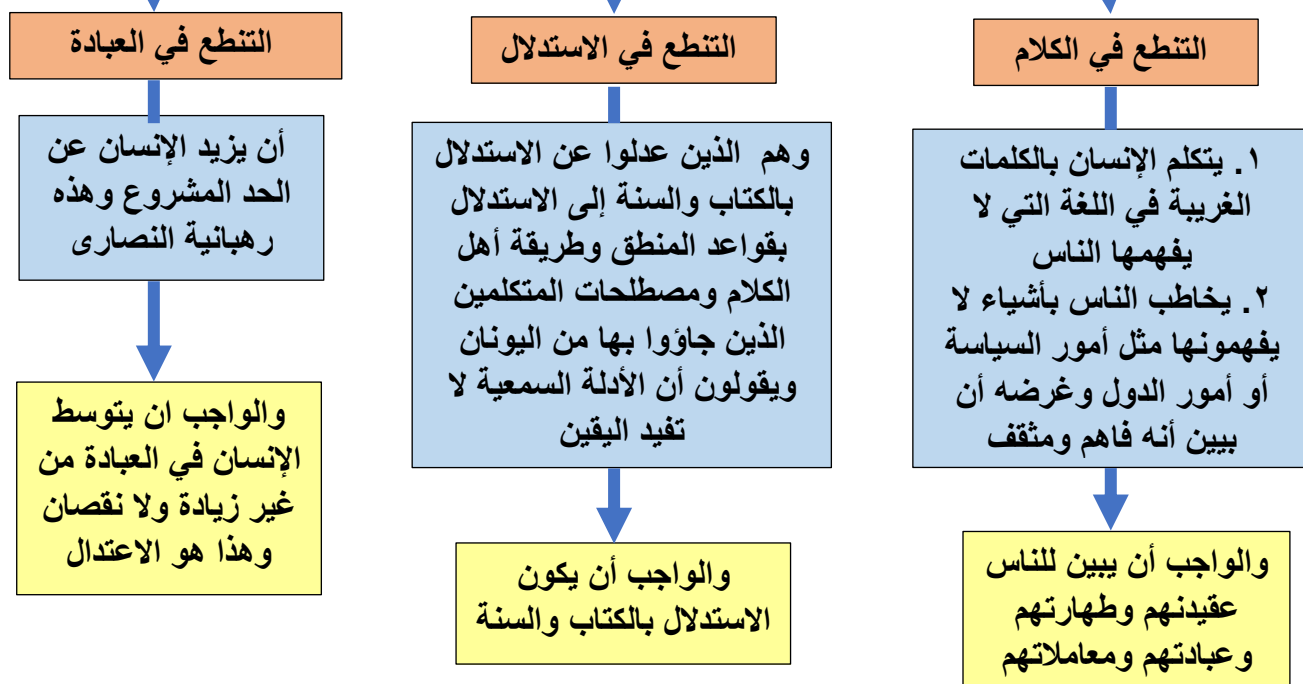 التنطع في الكلام
١. يتكلم الإنسان بالكلمات
الغريبة في اللغة التي لا
يفهمها الناس
٢. يخاطب الناس بأشياء لا
يفهمونها مثل أمور السياسة
أو أمور الدول وغرضه أن
بيين أنه فاهم ومثقف
والواجب أن يبين للناس
عقيدنهم وطهارتهم
وعبادتهم ومعاملاتهم
التنطع في الاستدلال
وهم الذين عدلوا عن الاستدلال
بالكتاب والسنة إلى الاستدلال
بقواعد المنطق وطريقة أهل
الكلام ومصطلحات المتكلمين
الذين جاؤوا بها من اليونان
ويقولون أن الأدلة السمعية لا
تفيد اليقين
والواجب أن يكون
الاستدلال بالكتاب والسنة
التنطع في العبادة
أن يزيد الإنسان عن
الحد المشروع وهذه
رهبانية النصارى
والواجب ان يتوسط
الإنسان في العبادة من
غير زيادة ولا نقصان
وهذا هو الاعتدال